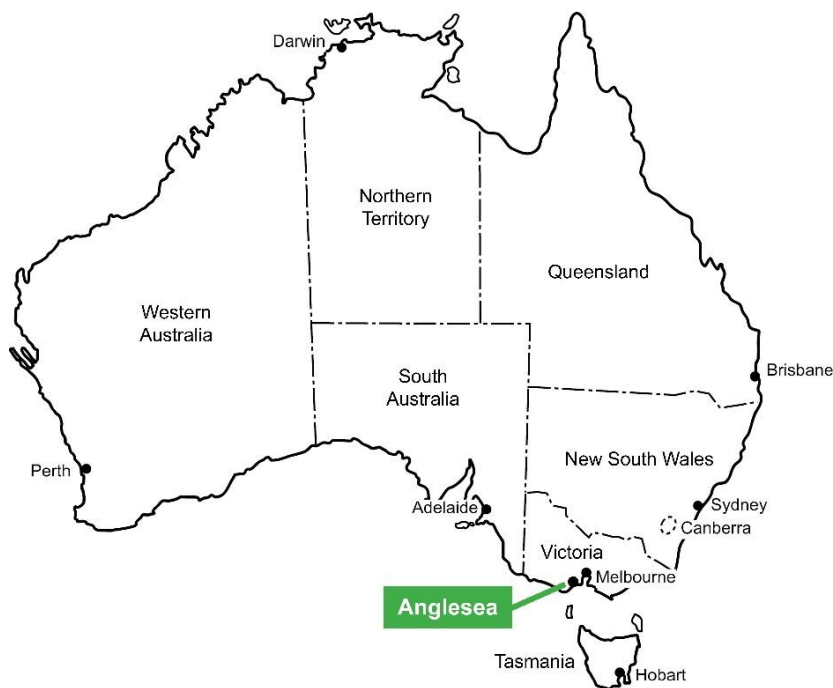 Darwin
Northern
Territory
Queensland
Western
Australia
South
Australia
Brisbane
New South Wales
Perth
Adelaide
Sydney
Canberra
Victoria
Melbourne
Anglesea
Tasmania
Hobart